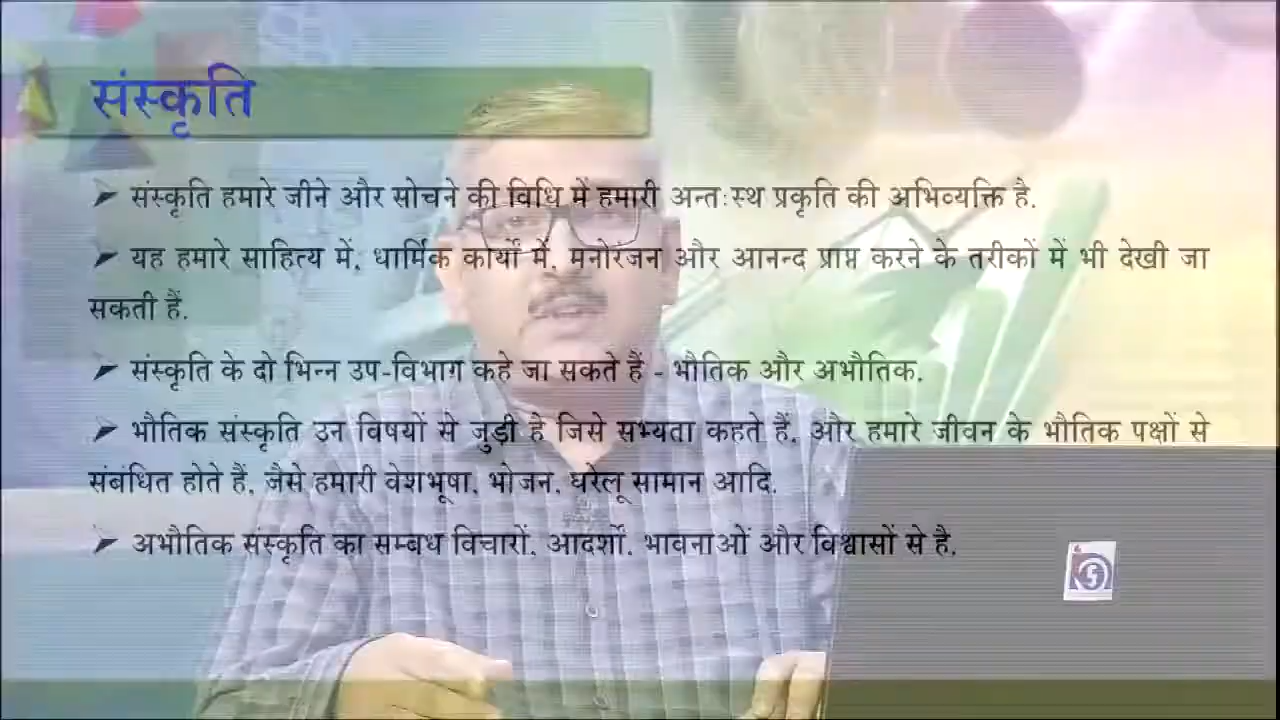 संस्कृति
➢ संस्कृति हमारे जीने और सोचने की विधि में हमारी अन्तःस्थ प्रकृति की अभिव्यक्ति है.
➢ यह हमारे साहित्य में, धार्मिक कार्यों में, मनोरंजन और आनन्द प्राप्त करने के तरीकों में भी देखी जा
सकती हैं.
➢ संस्कृति के दो भिन्न उप-विभाग कहे जा सकते हैं - भौतिक और अभौतिक.
➢ भौतिक संस्कृति उन विषयों से जुड़ी है जिसे सभ्यता कहते हैं, और हमारे जीवन के भौतिक पक्षों से
संबंधित होते हैं, जैसे हमारी वेशभूषा, भोजन, घरेलू सामान आदि.
➢ अभौतिक संस्कृति का सम्बध विचारों, आदर्शों, भावनाओं और विश्वासों से है.